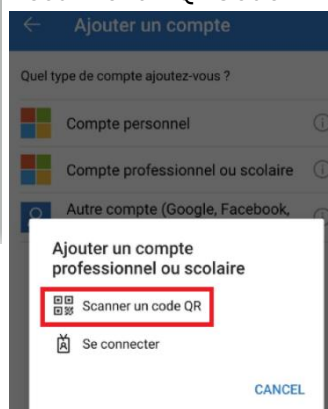 Ajouter un compte
Quel type de compte ajoutez-vous ?
Compte personnel
Compte professionnel ou scolaire
Autre compte (Google, Facebook,
Ajouter un compte
professionnel ou scolaire
Scanner un code QR
Se connecter
CANCEL